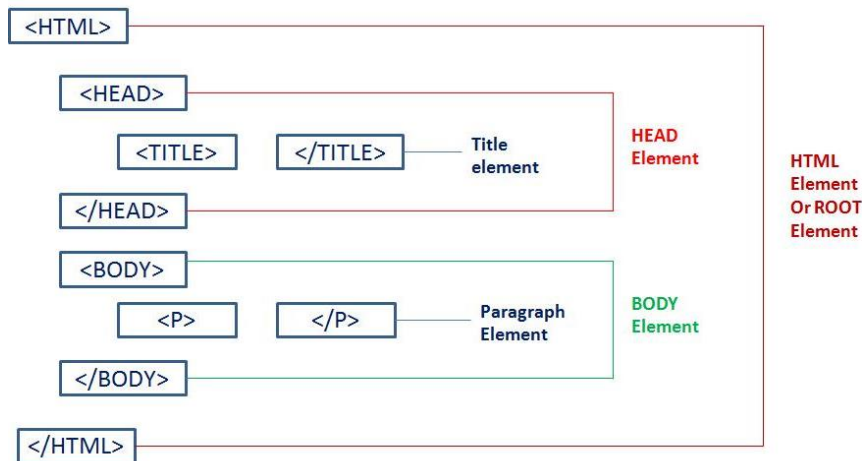 <HTML>
<HEAD>
<TITLE> </TITLE> Title
element
HEAD
Element
HTML
Element
Or ROOT
Element
</HEAD>
<BODY>
<P> </P> Paragraph
Element
BODY
Element
</BODY>
</HTML>